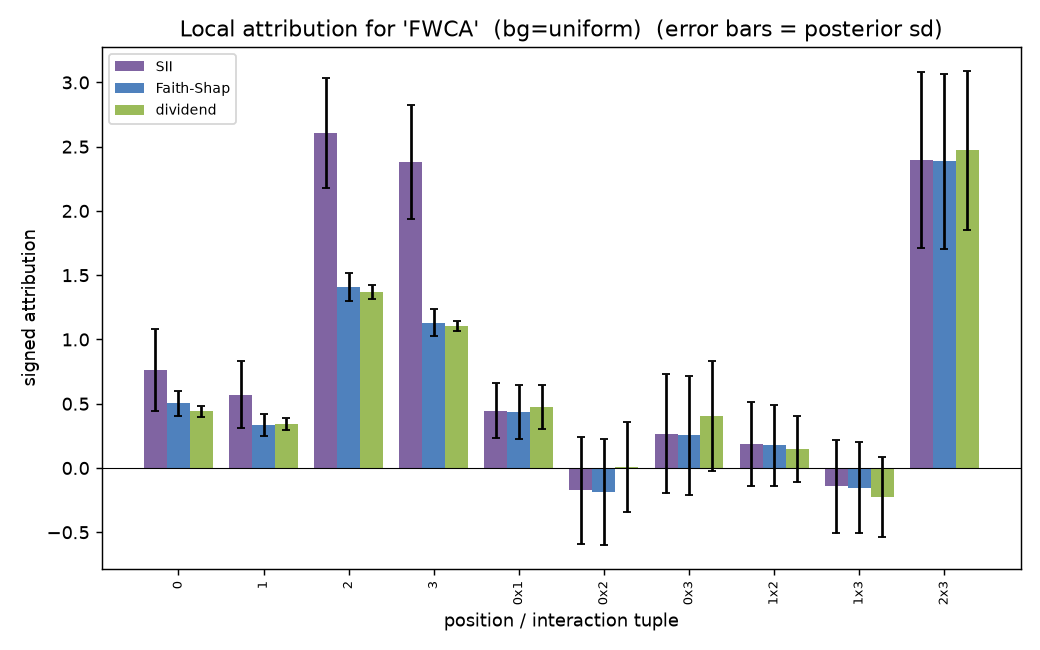 Local attribution for 'FWCA'  (bg=uniform)  (error bars = posterior sd)
SII
Faith-Shap
dividend
signed attribution
3.0
2.5
2.0
1.5
1.0
0.5
0.0
−0.5
0
1
2
3
0x1
0x2
0x3
1x2
1x3
2x3
position / interaction tuple